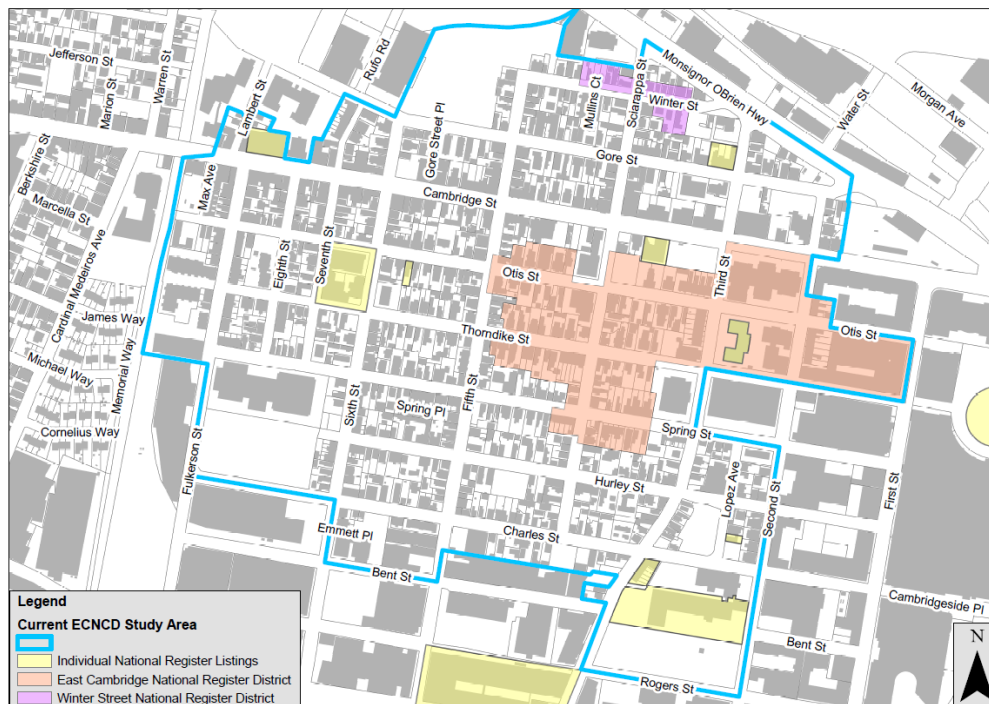 Jefferson St
Marion St
Warren St
Rufo Rd
Lambert St
Gore Street Pl
Mullins Ct
Sciarappa St
Winter St
Monsignor OBrien Hwy
Water St
Morgan Ave
Berkshire St
Marcella St
Max Ave
Gore St
Cambridge St
Cardinal Medeiros Ave
Eighth St
Seventh St
Otis St
Third St
Otis St
James Way
Thorndike St
Michael Way
Memorial Way
Cornelius Way
Sixth St
Spring Pl
Fifth St
Spring St
Fulkerson St
Hurley St
Lopez Ave
Second St
First St
Emmett Pl
Charles St
Bent St
Cambridgeside Pl
Bent St
Rogers St
N
Legend
Current ECNCD Study Area
Individual National Register Listings
East Cambridge National Register District
Winter Street National Register District